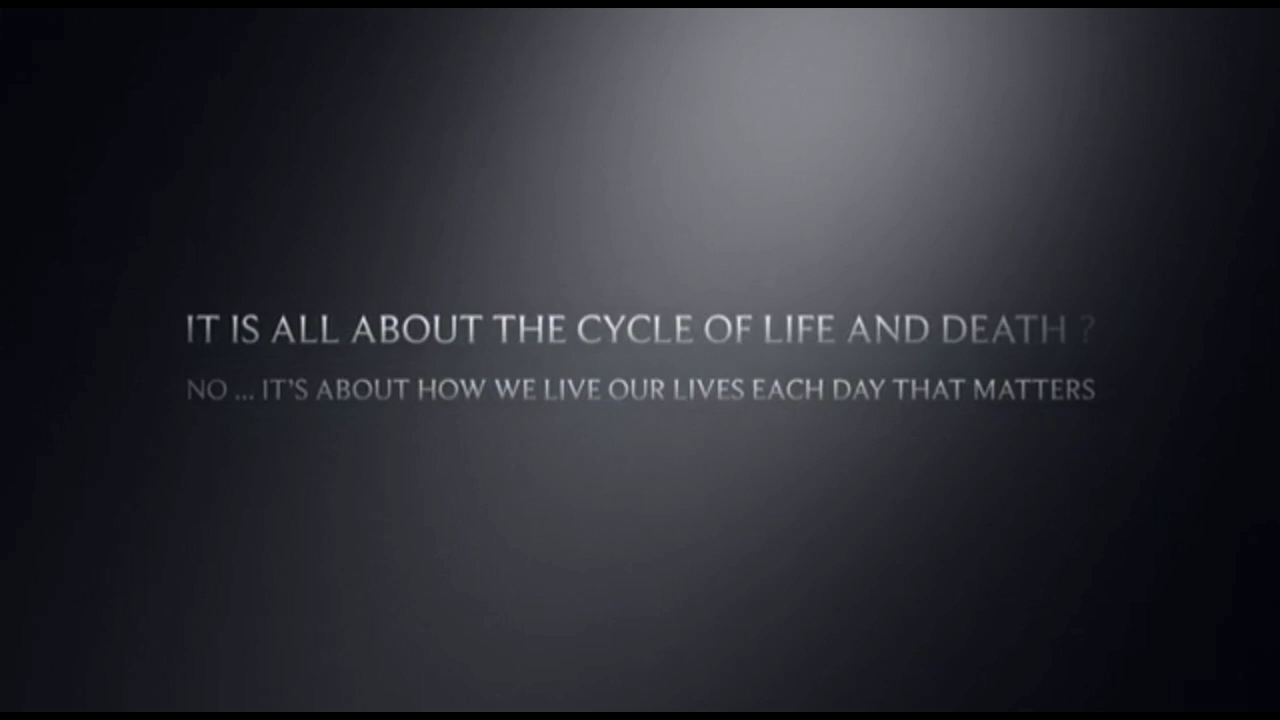 IT IS ALL ABOUT THE CYCLE OF LIFE AND DEATH ?
NO ... IT'S ABOUT HOW WE LIVE OUR LIVES EACH DAY THAT MATTERS